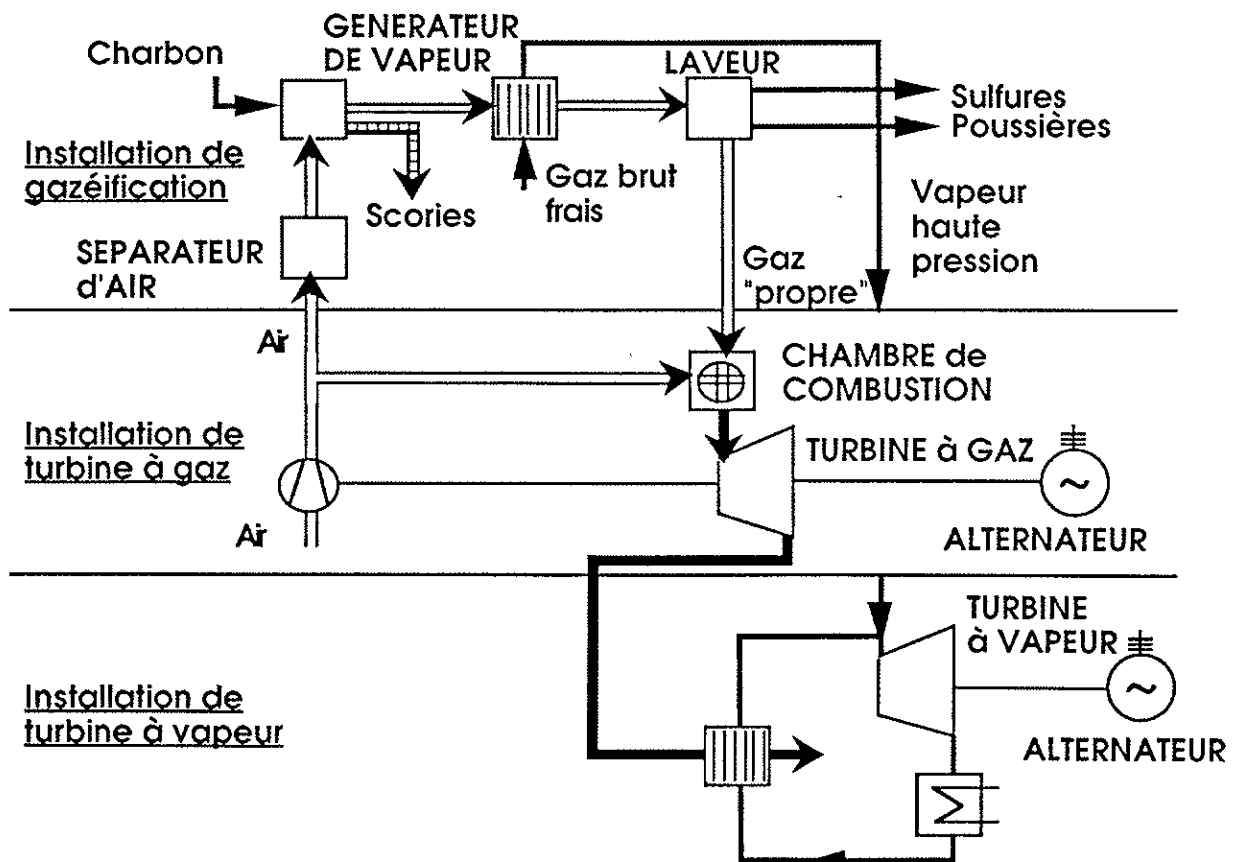 GENERATEUR
DE VAPEUR
Charbon
LAVEUR
Sulfures
Poussières
Installation de
gazéification
Gaz brut
frais
Scories
Vapeur
haute
pression
SEPARATEUR
d'AIR
Gaz
"propre"
Air
CHAMBRE de
COMBUSTION
Installation de
turbine à gaz
TURBINE à GAZ
~
Air
ALTERNATEUR
TURBINE
à VAPEUR
~
Installation de
turbine à vapeur
ALTERNATEUR